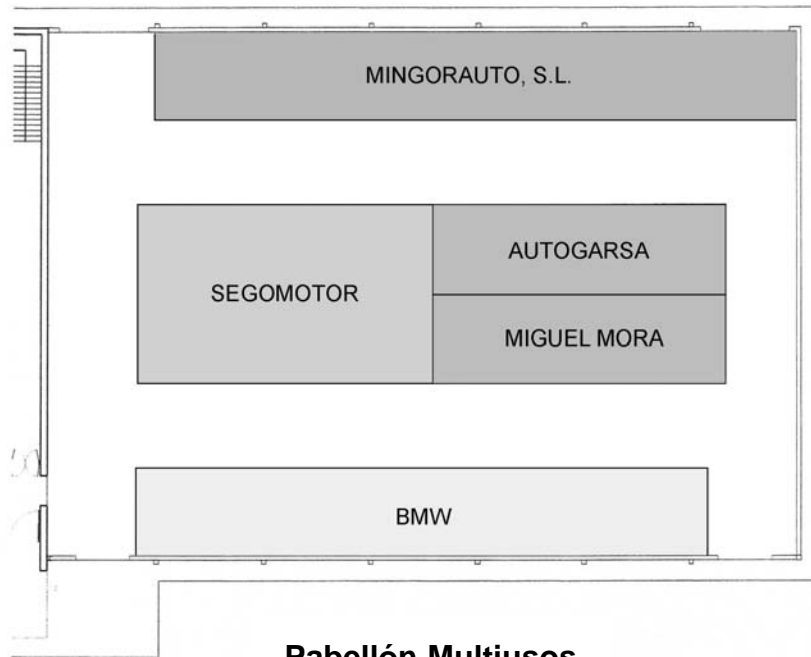 MINGORAUTO, S.L.
AUTOGARSA
SEGOMOTOR
MIGUEL MORA
BMW
Pabellón Multiusos